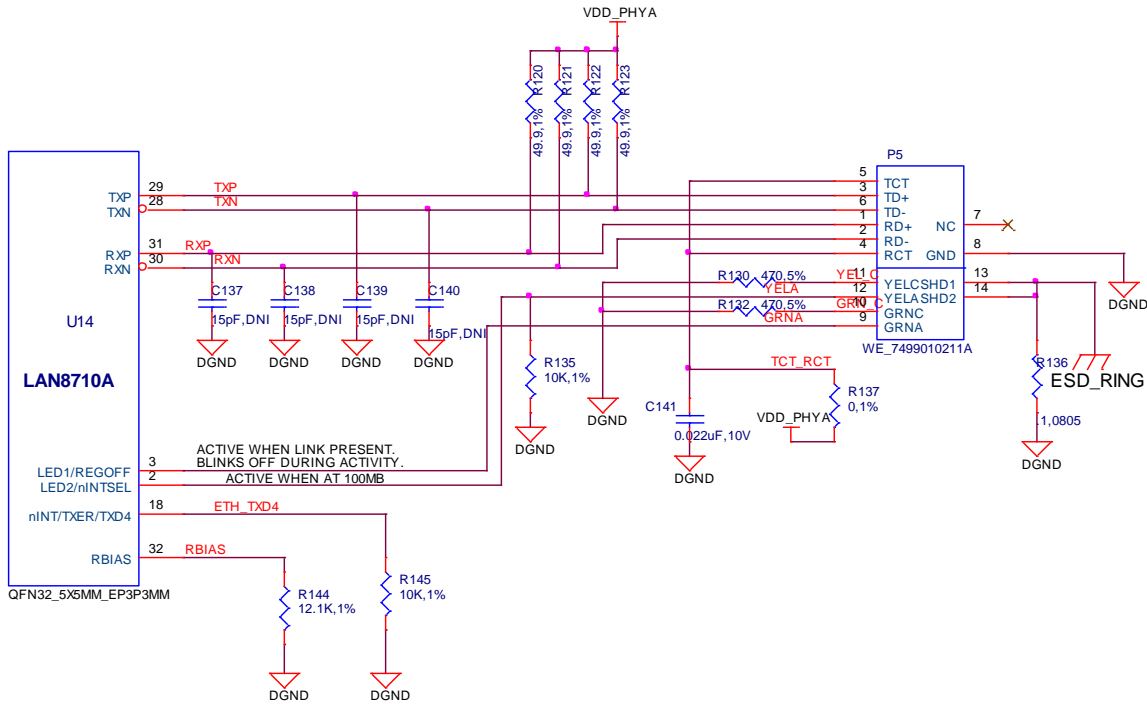 VDD_PHYA
R120
R121
R122
R123
49.9,1%
49.9,1%
49.9,1%
49.9,1%
P5
29
TXP
TXP
28
TXN
TXN
31
RXP
RXP
30
RXN
RXN
5
TCT
3
TD+
6
TD-
1
RD+
2
RD-
4
RCT
NC
7
GND
8
DGND
C137
15pF,DNI
DGND
C138
15pF,DNI
DGND
C139
15pF,DNI
DGND
C140
15pF,DNI
DGND
U14
LAN8710A
R130
470,5%
YEL_C
11
YELC
SHD1
13
YELA
12
YELA
SHD2
14
R132
470,5%
GRN_C
10
GRNC
GRNA
9
GRNA
WE_7499010211A
R135
10K,1%
DGND
DGND
TCT_RCT
R137
0,1%
VDD_PHYA
C141
0.022uF,10V
DGND
R136
.1,0805
DGND
ESD_RING
ACTIVE WHEN LINK PRESENT.
BLINKS OFF DURING ACTIVITY.
3
LED1/REGOFF
2
LED2/nINTSEL
ACTIVE WHEN AT 100MB
18
nINT/TXER/TXD4
ETH_TXD4
32
RBIAS
RBIAS
QFN32_5X5MM_EP3P3MM
R144
12.1K,1%
DGND
R145
10K,1%
DGND